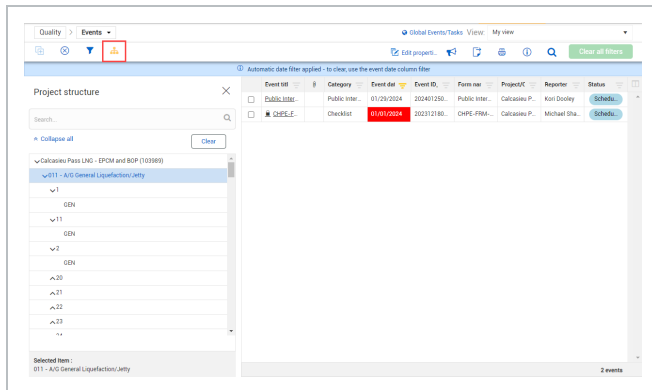 Quality > Events
Global Events/Tasks View: My view
Edit properti... Clear all filters
Automatic date filter applied - to clear, use the event date column filter
Project structure
Search...
Collapse all Clear
Calcasieu Pass LNG - EPCM and BOP (103989)
011 - A/G General Liquefaction/Jetty
1
GEN
11
GEN
2
GEN
20
21
22
23
24
Selected Item :
011 - A/G General Liquefaction/Jetty
Event titl Category Event dat Event ID, Form nar Project/C Reporter Status
Public Inter... Public Inter... 01/29/2024 202401250... Public Inter... Calcasieu P... Kori Dooley Schedu...
CHPE-F... Checklist 01/01/2024 202312180... CHPE-FRM-... Calcasieu P... Michael Sha... Schedu...
2 events